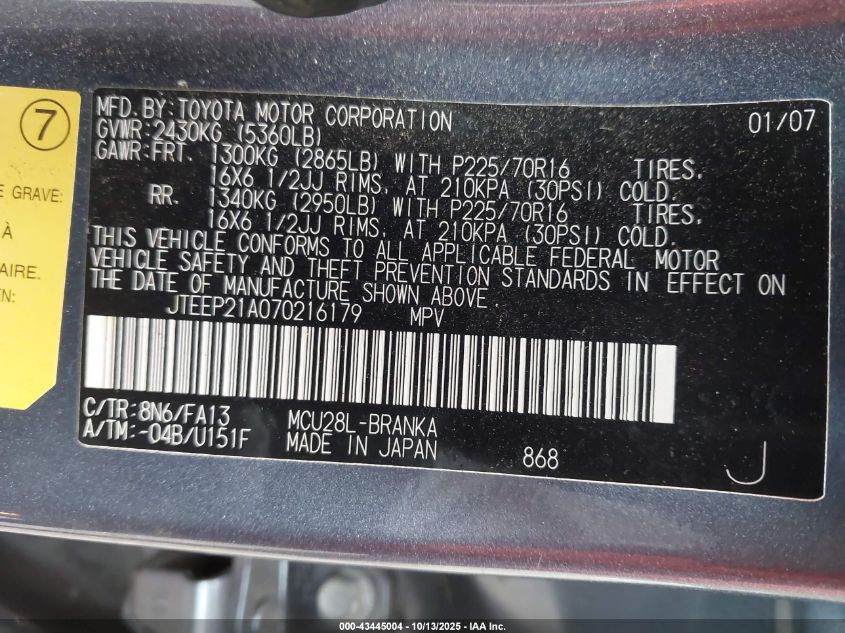 7
E GRAVE:
À
AIRE.
EN:
MFD. BY: TOYOTA MOTOR CORPORATION 01/07
GVWR: 2430KG (5360LB)
GAWR: FRT. 1300KG (2865LB) WITH P225/70R16 TIRES,
16X6 1/2JJ RIMS, AT 210KPA (30PSI) COLD.
RR. 1340KG (2950LB) WITH P225/70R16 TIRES,
16X6 1/2JJ RIMS, AT 210KPA (30PSI) COLD.
THIS VEHICLE CONFORMS TO ALL APPLICABLE FEDERAL MOTOR
VEHICLE SAFETY AND THEFT PREVENTION STANDARDS IN EFFECT ON
THE DATE OF MANUFACTURE SHOWN ABOVE.
JTEEP21A070216179 MPV
C/TR: 8N6/FA13 MCU28L-BRANKA
A/TM: -04B/U151F MADE IN JAPAN 868
J
000-43445004 | 10/13/2025 - IAA Inc.